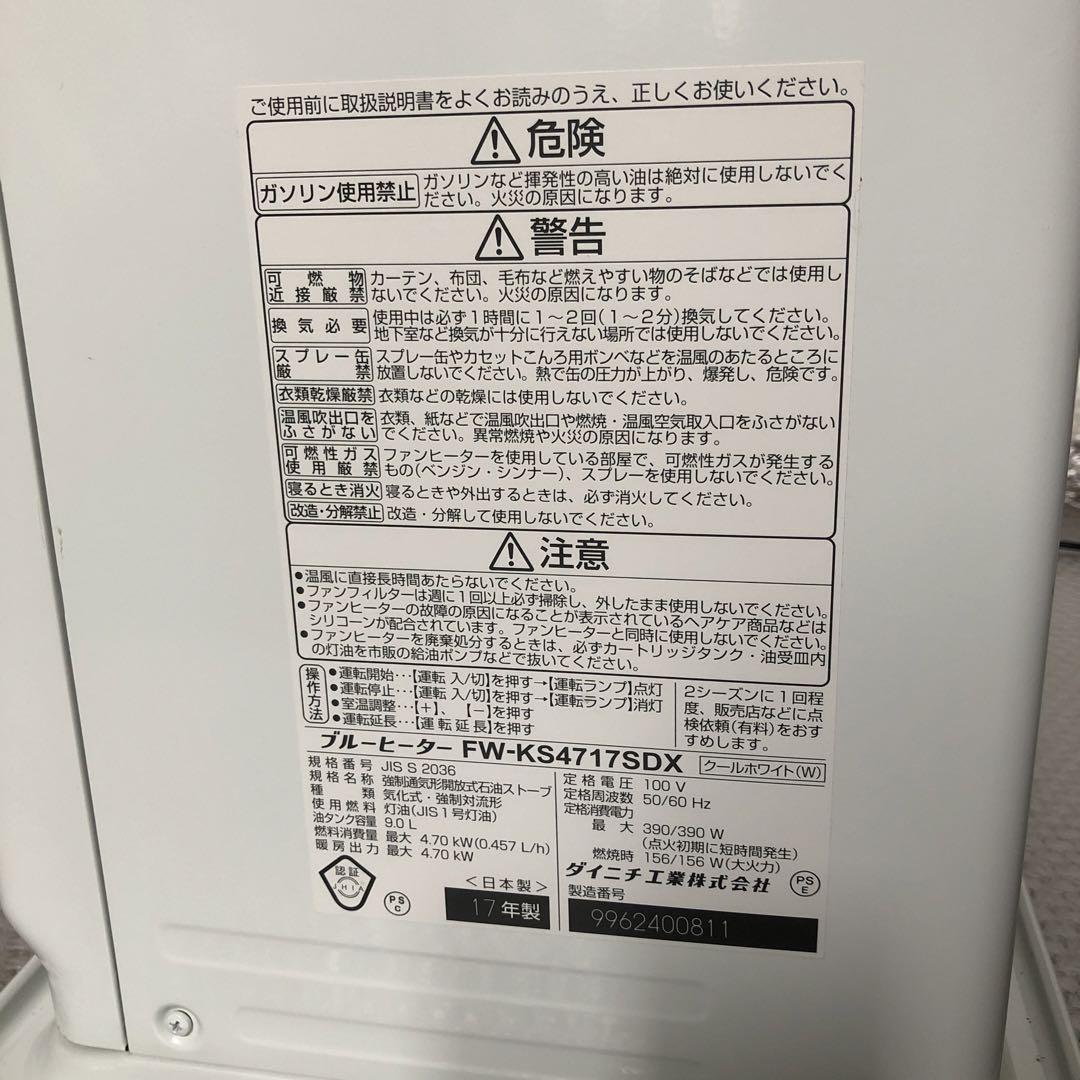 ご使用前に取扱説明書をよくお読みのうえ、正しくお使いください。
危険
ガソリン使用禁止
ガソリンなど揮発性の高い油は絶対に使用しないでく
ださい。火災の原因になります。
警告
可燃物
近接厳禁
カーテン、布団、毛布など燃えやすい物のそばなどでは使用し
ないでください。火災の原因になります。
換気必要
使用中は必ず1時間に1～2回(1～2分)換気してください。
地下室など換気が十分に行えない場所では使用しないでください。
スプレー缶
厳禁
スプレー缶やカセットこんろ用ボンベなどを温風のあたるところに
放置しないでください。熱で缶の圧力が上がり、爆発し、危険です。
衣類乾燥厳禁
衣類などの乾燥には使用しないでください。
温風吹出口を
ふさがない
衣類、紙などで温風吹出口や燃焼・温風空気取入口をふさがない
でください。異常燃焼や火災の原因になります。
可燃性ガス
使用厳禁
ファンヒーターを使用している部屋で、可燃性ガスが発生する
もの(ベンジン・シンナー)、スプレーを使用しないでください。
寝るとき消火
寝るときや外出するときは、必ず消火してください。
改造・分解禁止
改造・分解して使用しないでください。
注意
●温風に直接長時間あたらないでください。
●ファンフィルターは週に1回以上必ず掃除し、外したまま使用しないでください。
●ファンヒーターの故障の原因になることが表示されているヘアケア商品などは
シリコーンが配合されています。ファンヒーターと同時に使用しないでください。
●ファンヒーターを廃棄処分するときは、必ずカートリッジタンク・油受皿内
の灯油を市販の給油ポンプなどで抜いてください。
操作方法
●運転開始…【運転 入/切】を押す→【運転ランプ】点灯
●運転停止…【運転 入/切】を押す→【運転ランプ】消灯
●室温調整…【+】、【−】を押す
●運転延長…【運転延長】を押す
2シーズンに1回程
度、販売店などに点
検依頼(有料)をおす
すめします。
ブルーヒーター FW-KS4717SDX クールホワイト(W)
規格番号 JIS S 2036
規格名称 強制通気形開放式石油ストーブ
種類 気化式・強制対流形
使用燃料 灯油(JIS1号灯油)
油タンク容量 9.0 L
燃料消費量 最大 4.70 kW(0.457 L/h)
暖房出力 最大 4.70 kW
定格電圧 100 V
定格周波数 50/60 Hz
定格消費電力
最大 390/390 W
(点火初期に短時間発生)
燃焼時 156/156 W(大火力)
認証
JHIA
PS
C
<日本製>
17年製
ダイニチ工業株式会社
PS
E
製造番号
9962400811